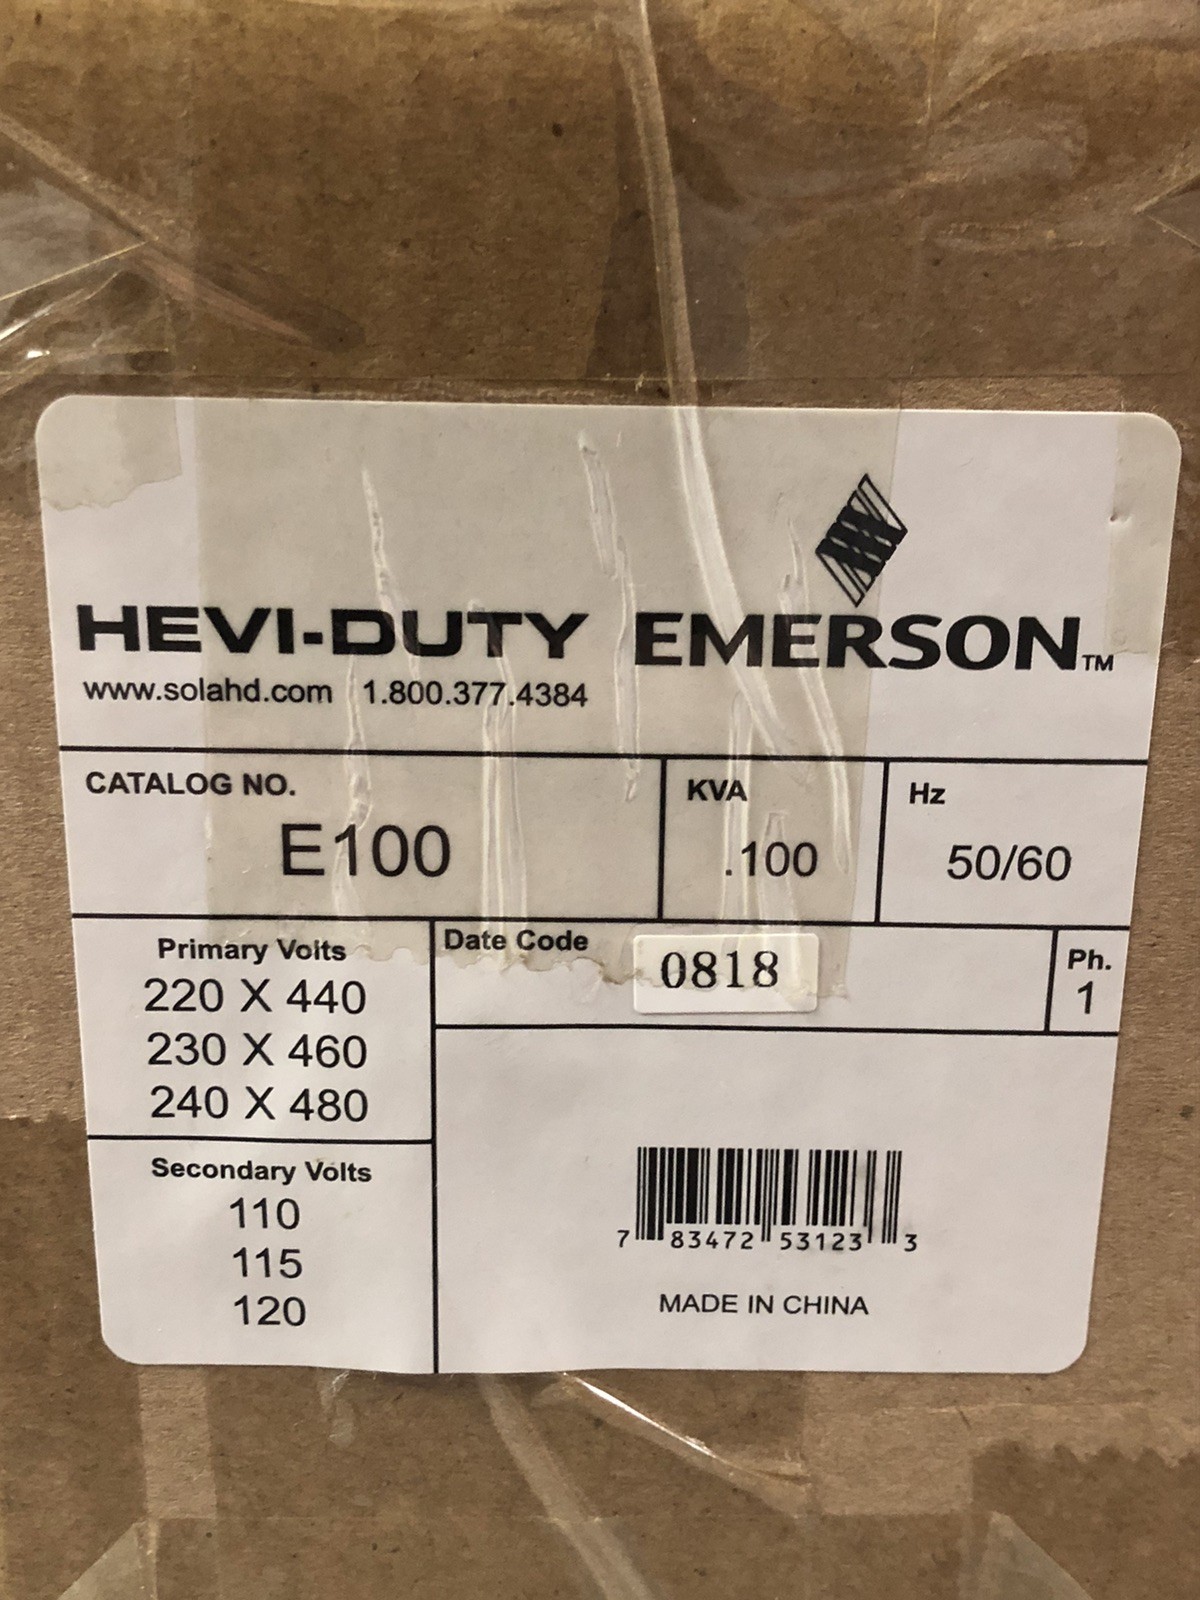 HEVI-DUTY EMERSON™
www.solahd.com 1.800.377.4384
CATALOG NO.
E100
KVA
.100
Hz
50/60
Primary Volts
220 X 440
230 X 460
240 X 480
Date Code
0818
Ph.
1
Secondary Volts
110
115
120
7 83472 53123 3
MADE IN CHINA